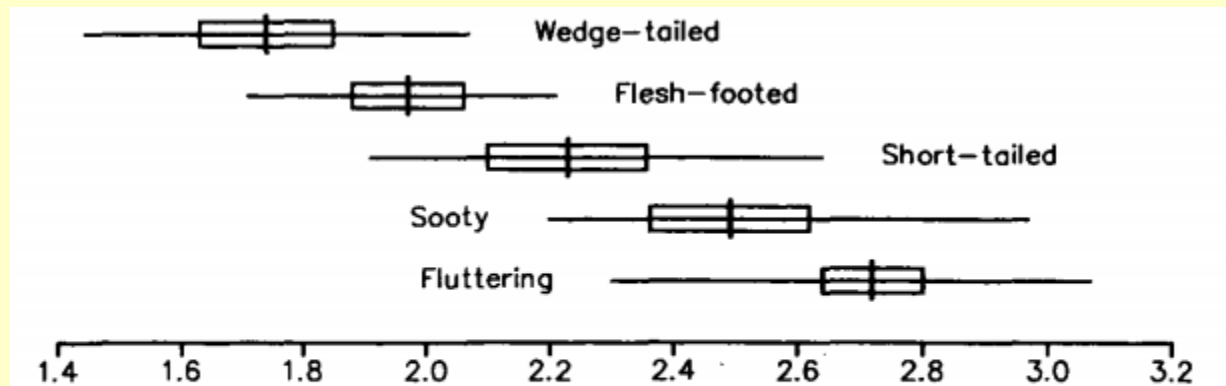 Wedge-tailed
Flesh-footed
Short-tailed
Sooty
Fluttering
1.4 1.6 1.8 2.0 2.2 2.4 2.6 2.8 3.0 3.2